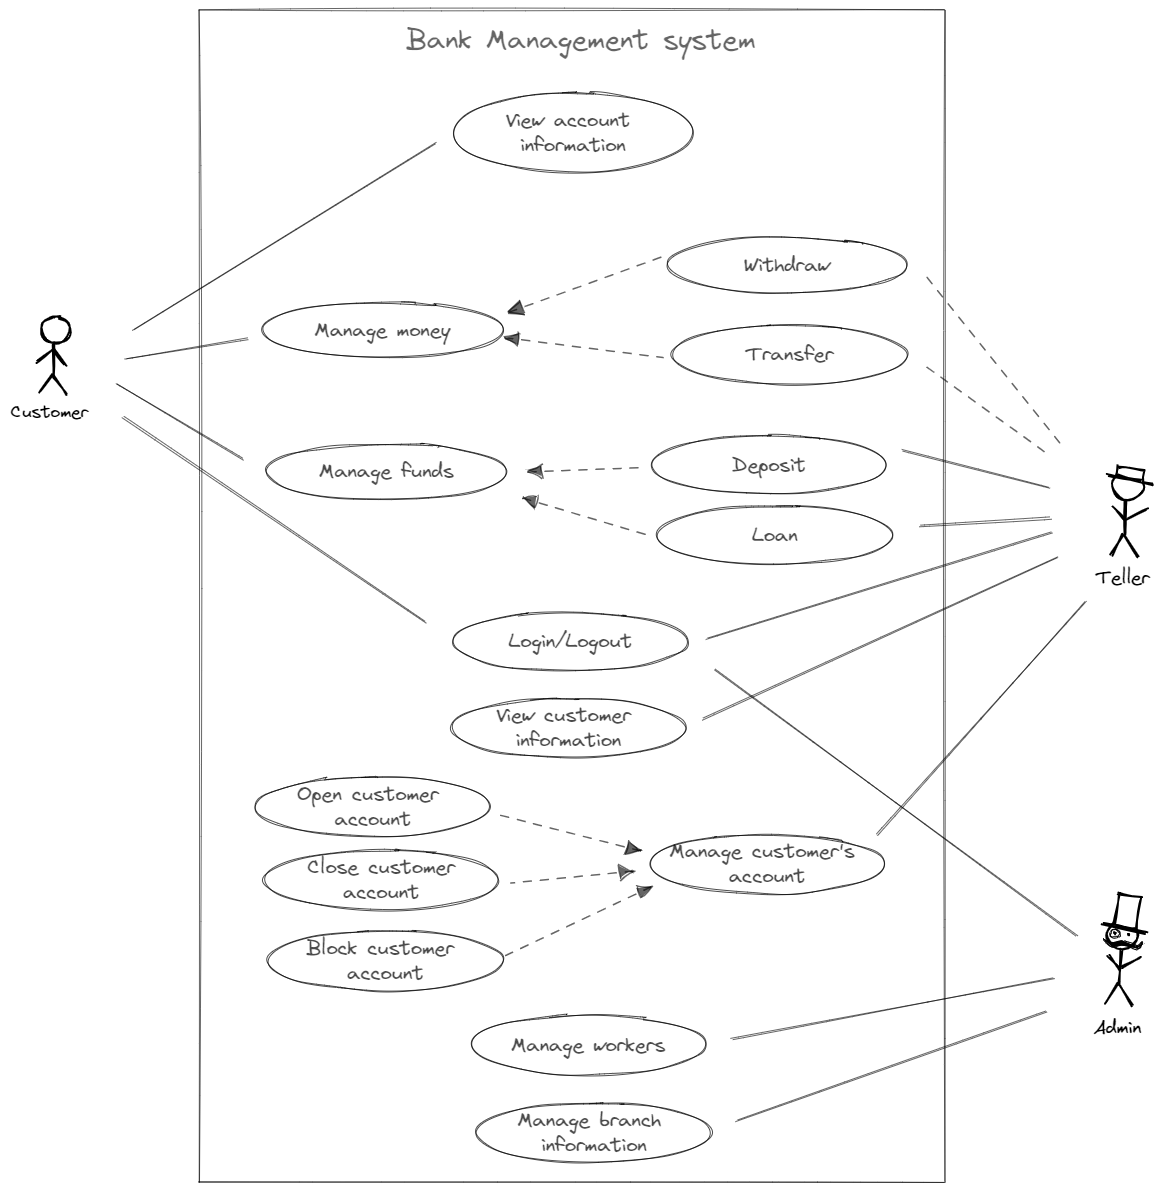 Bank Management system
View account
information
Withdraw
Manage money
Transfer
Customer
Manage funds
Deposit
Loan
Teller
Login/Logout
View customer
information
Open customer
account
Close customer
account
Manage customer's
account
Block customer
account
Admin
Manage workers
Manage branch
information